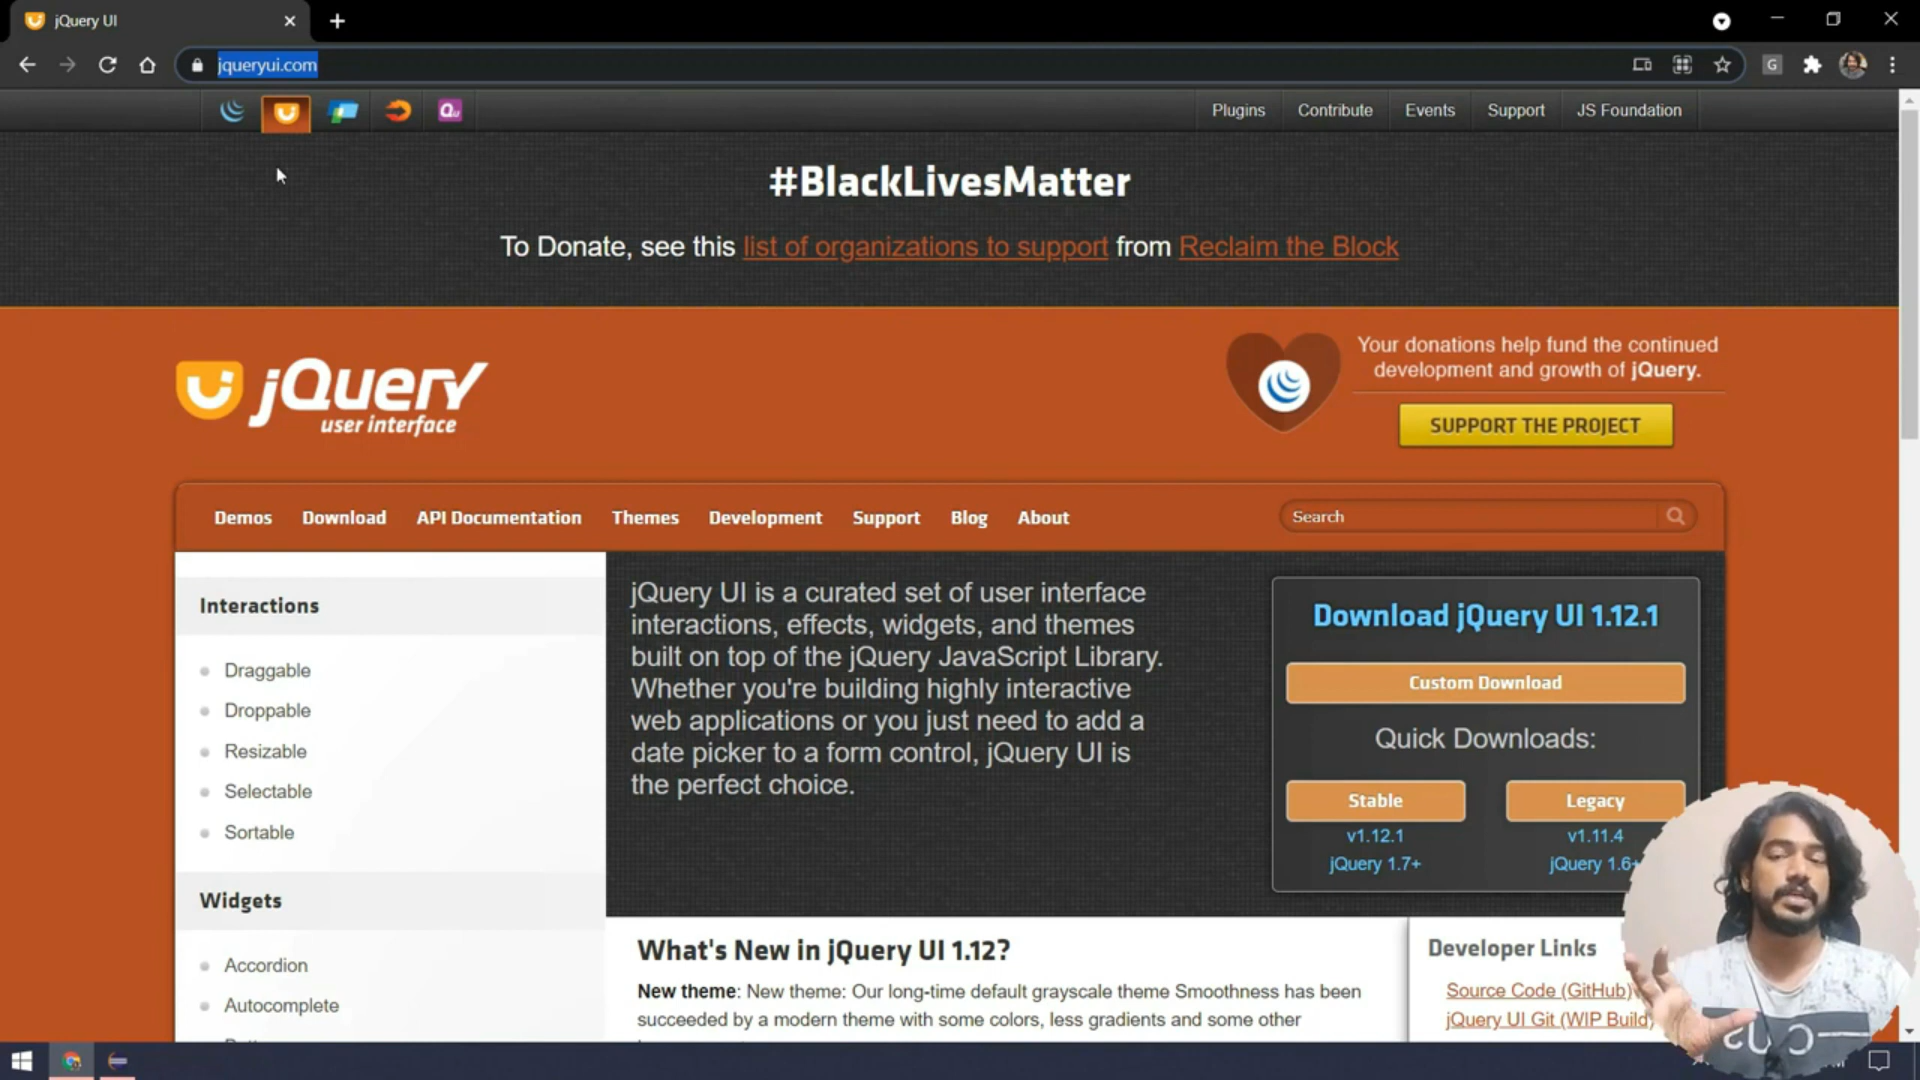 jQuery UI
jqueryui.com
G
Qu
Plugins
Contribute
Events
Support
JS Foundation
#BlackLivesMatter
To Donate, see this list of organizations to support from Reclaim the Block
jQuery
user interface
Your donations help fund the continued
development and growth of jQuery.
SUPPORT THE PROJECT
Demos
Download
API Documentation
Themes
Development
Support
Blog
About
Search
Interactions
Draggable
Droppable
Resizable
Selectable
Sortable
Widgets
Accordion
Autocomplete
jQuery UI is a curated set of user interface
interactions, effects, widgets, and themes
built on top of the jQuery JavaScript Library.
Whether you're building highly interactive
web applications or you just need to add a
date picker to a form control, jQuery UI is
the perfect choice.
Download jQuery UI 1.12.1
Custom Download
Quick Downloads:
Stable
Legacy
v1.12.1
v1.11.4
jQuery 1.7+
jQuery 1.6+
What's New in jQuery UI 1.12?
New theme: New theme: Our long-time default grayscale theme Smoothness has been
succeeded by a modern theme with some colors, less gradients and some other
Developer Links
Source Code (GitHub)
jQuery UI Git (WIP Build)